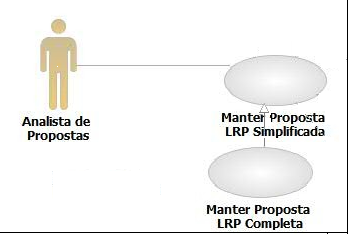 Analista de
Propostas
Manter Proposta
LRP Simplificada
Manter Proposta
LRP Completa